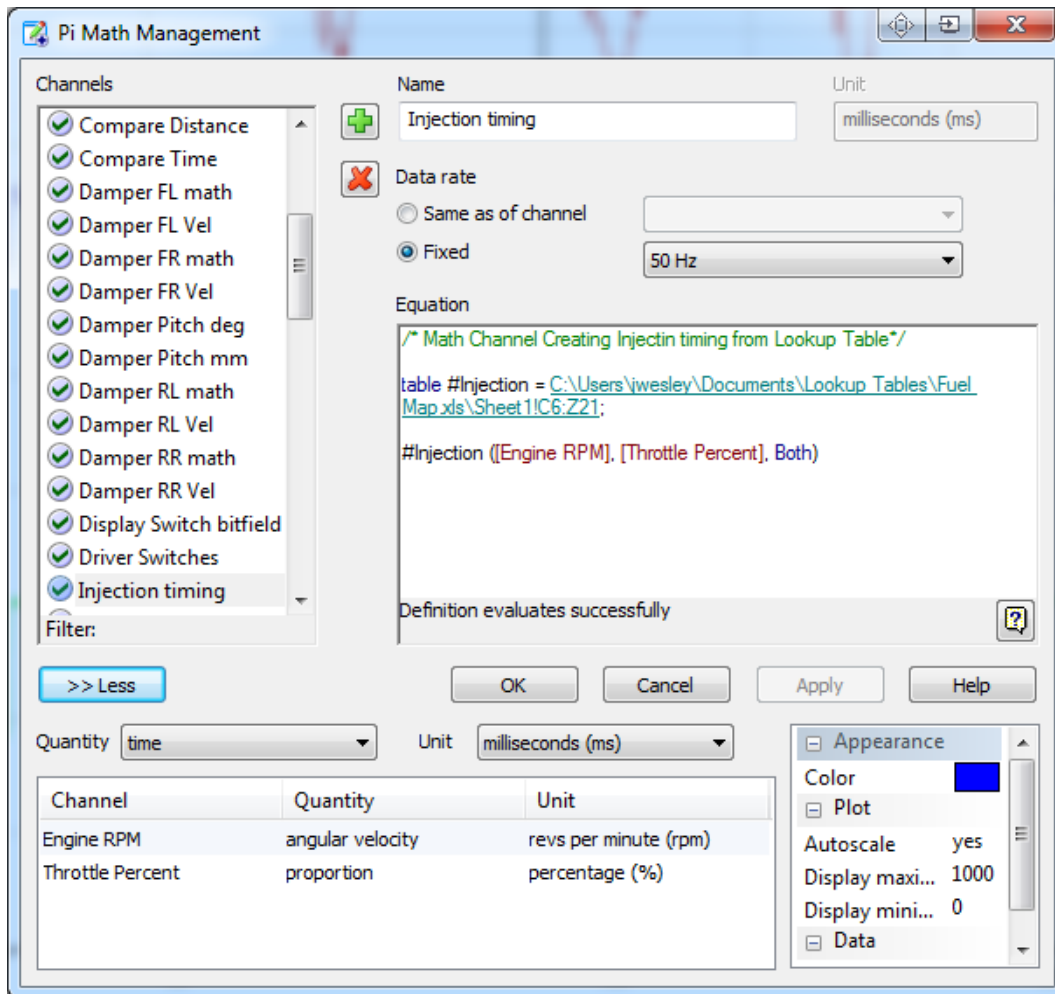 Pi Math Management
Channels
Name
Unit
Compare Distance
Compare Time
Damper FL math
Damper FL Vel
Damper FR math
Damper FR Vel
Damper Pitch deg
Damper Pitch mm
Damper RL math
Damper RL Vel
Damper RR math
Damper RR Vel
Display Switch bitfield
Driver Switches
Injection timing
Filter:
Injection timing
milliseconds (ms)
Data rate
Same as of channel
Fixed
50 Hz
Equation
/* Math Channel Creating Injectin timing from Lookup Table*/
table #Injection = C:\Users\jwesley\Documents\Lookup Tables\Fuel
Map.xls\Sheet1!C6:Z21;
#Injection ([Engine RPM], [Throttle Percent], Both)
Definition evaluates successfully
>> Less
OK
Cancel
Apply
Help
Quantity
time
Unit
milliseconds (ms)
Channel Quantity Unit
Engine RPM angular velocity revs per minute (rpm)
Throttle Percent proportion percentage (%)
Appearance
Color
Plot
Autoscale yes
Display maxi... 1000
Display mini... 0
Data